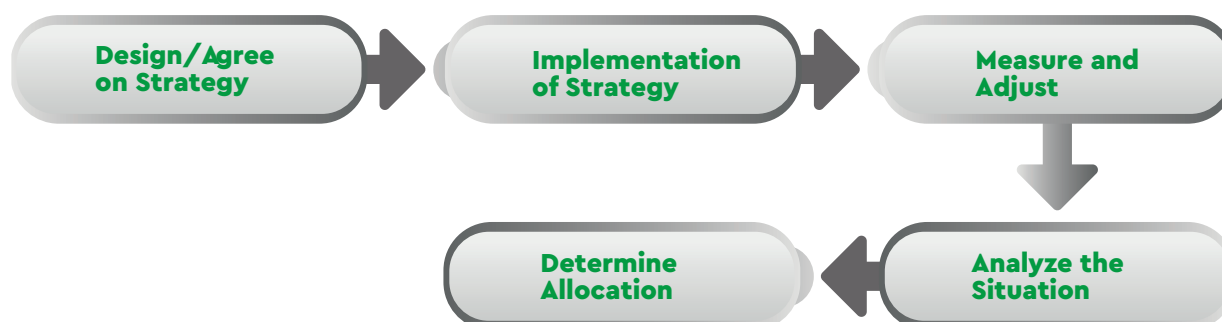 Design/Agree
on Strategy
Implementation
of Strategy
Measure and
Adjust
Analyze the
Situation
Determine
Allocation